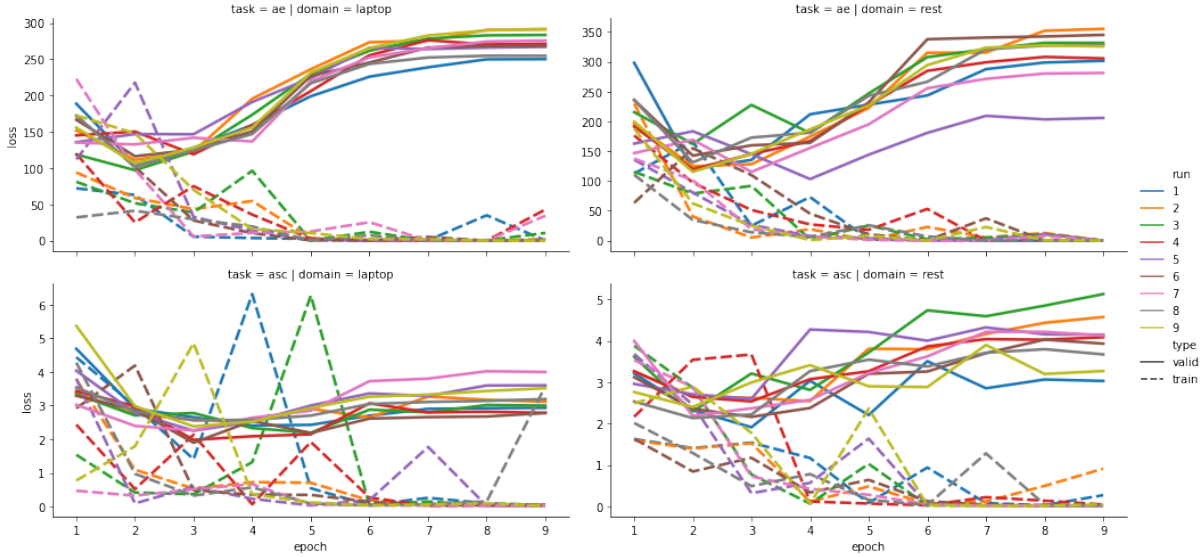 task = ae | domain = laptop
300
250
200
150
100
50
0
loss
task = ae | domain = rest
350
300
250
200
150
100
50
0
task = asc | domain = laptop
6
5
4
3
2
1
0
loss
1 2 3 4 5 6 7 8 9
epoch
task = asc | domain = rest
5
4
3
2
1
0
1 2 3 4 5 6 7 8 9
epoch
run
1
2
3
4
5
6
7
8
9
type
valid
train